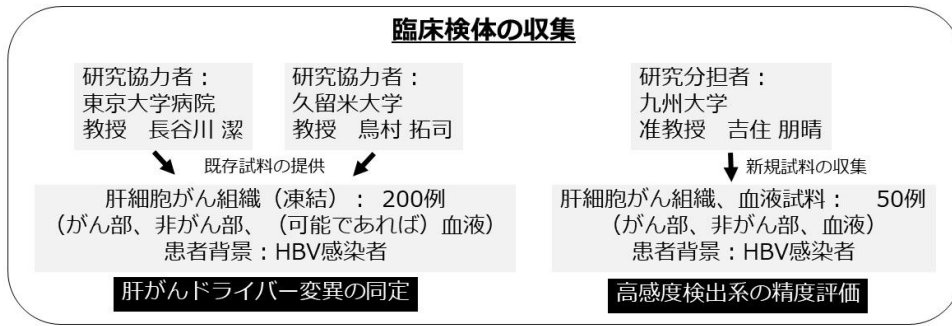 臨床検体の収集
研究協力者：
東京大学病院
教授　長谷川 潔
研究協力者：
久留米大学
教授　鳥村 拓司
既存試料の提供
肝細胞がん組織（凍結）： 200例
（がん部、非がん部、（可能であれば）血液）
患者背景：HBV感染者
肝がんドライバー変異の同定
研究分担者：
九州大学
准教授　吉住 朋晴
新規試料の収集
肝細胞がん組織、血液試料：　50例
（がん部、非がん部、血液）
患者背景：HBV感染者
高感度検出系の精度評価